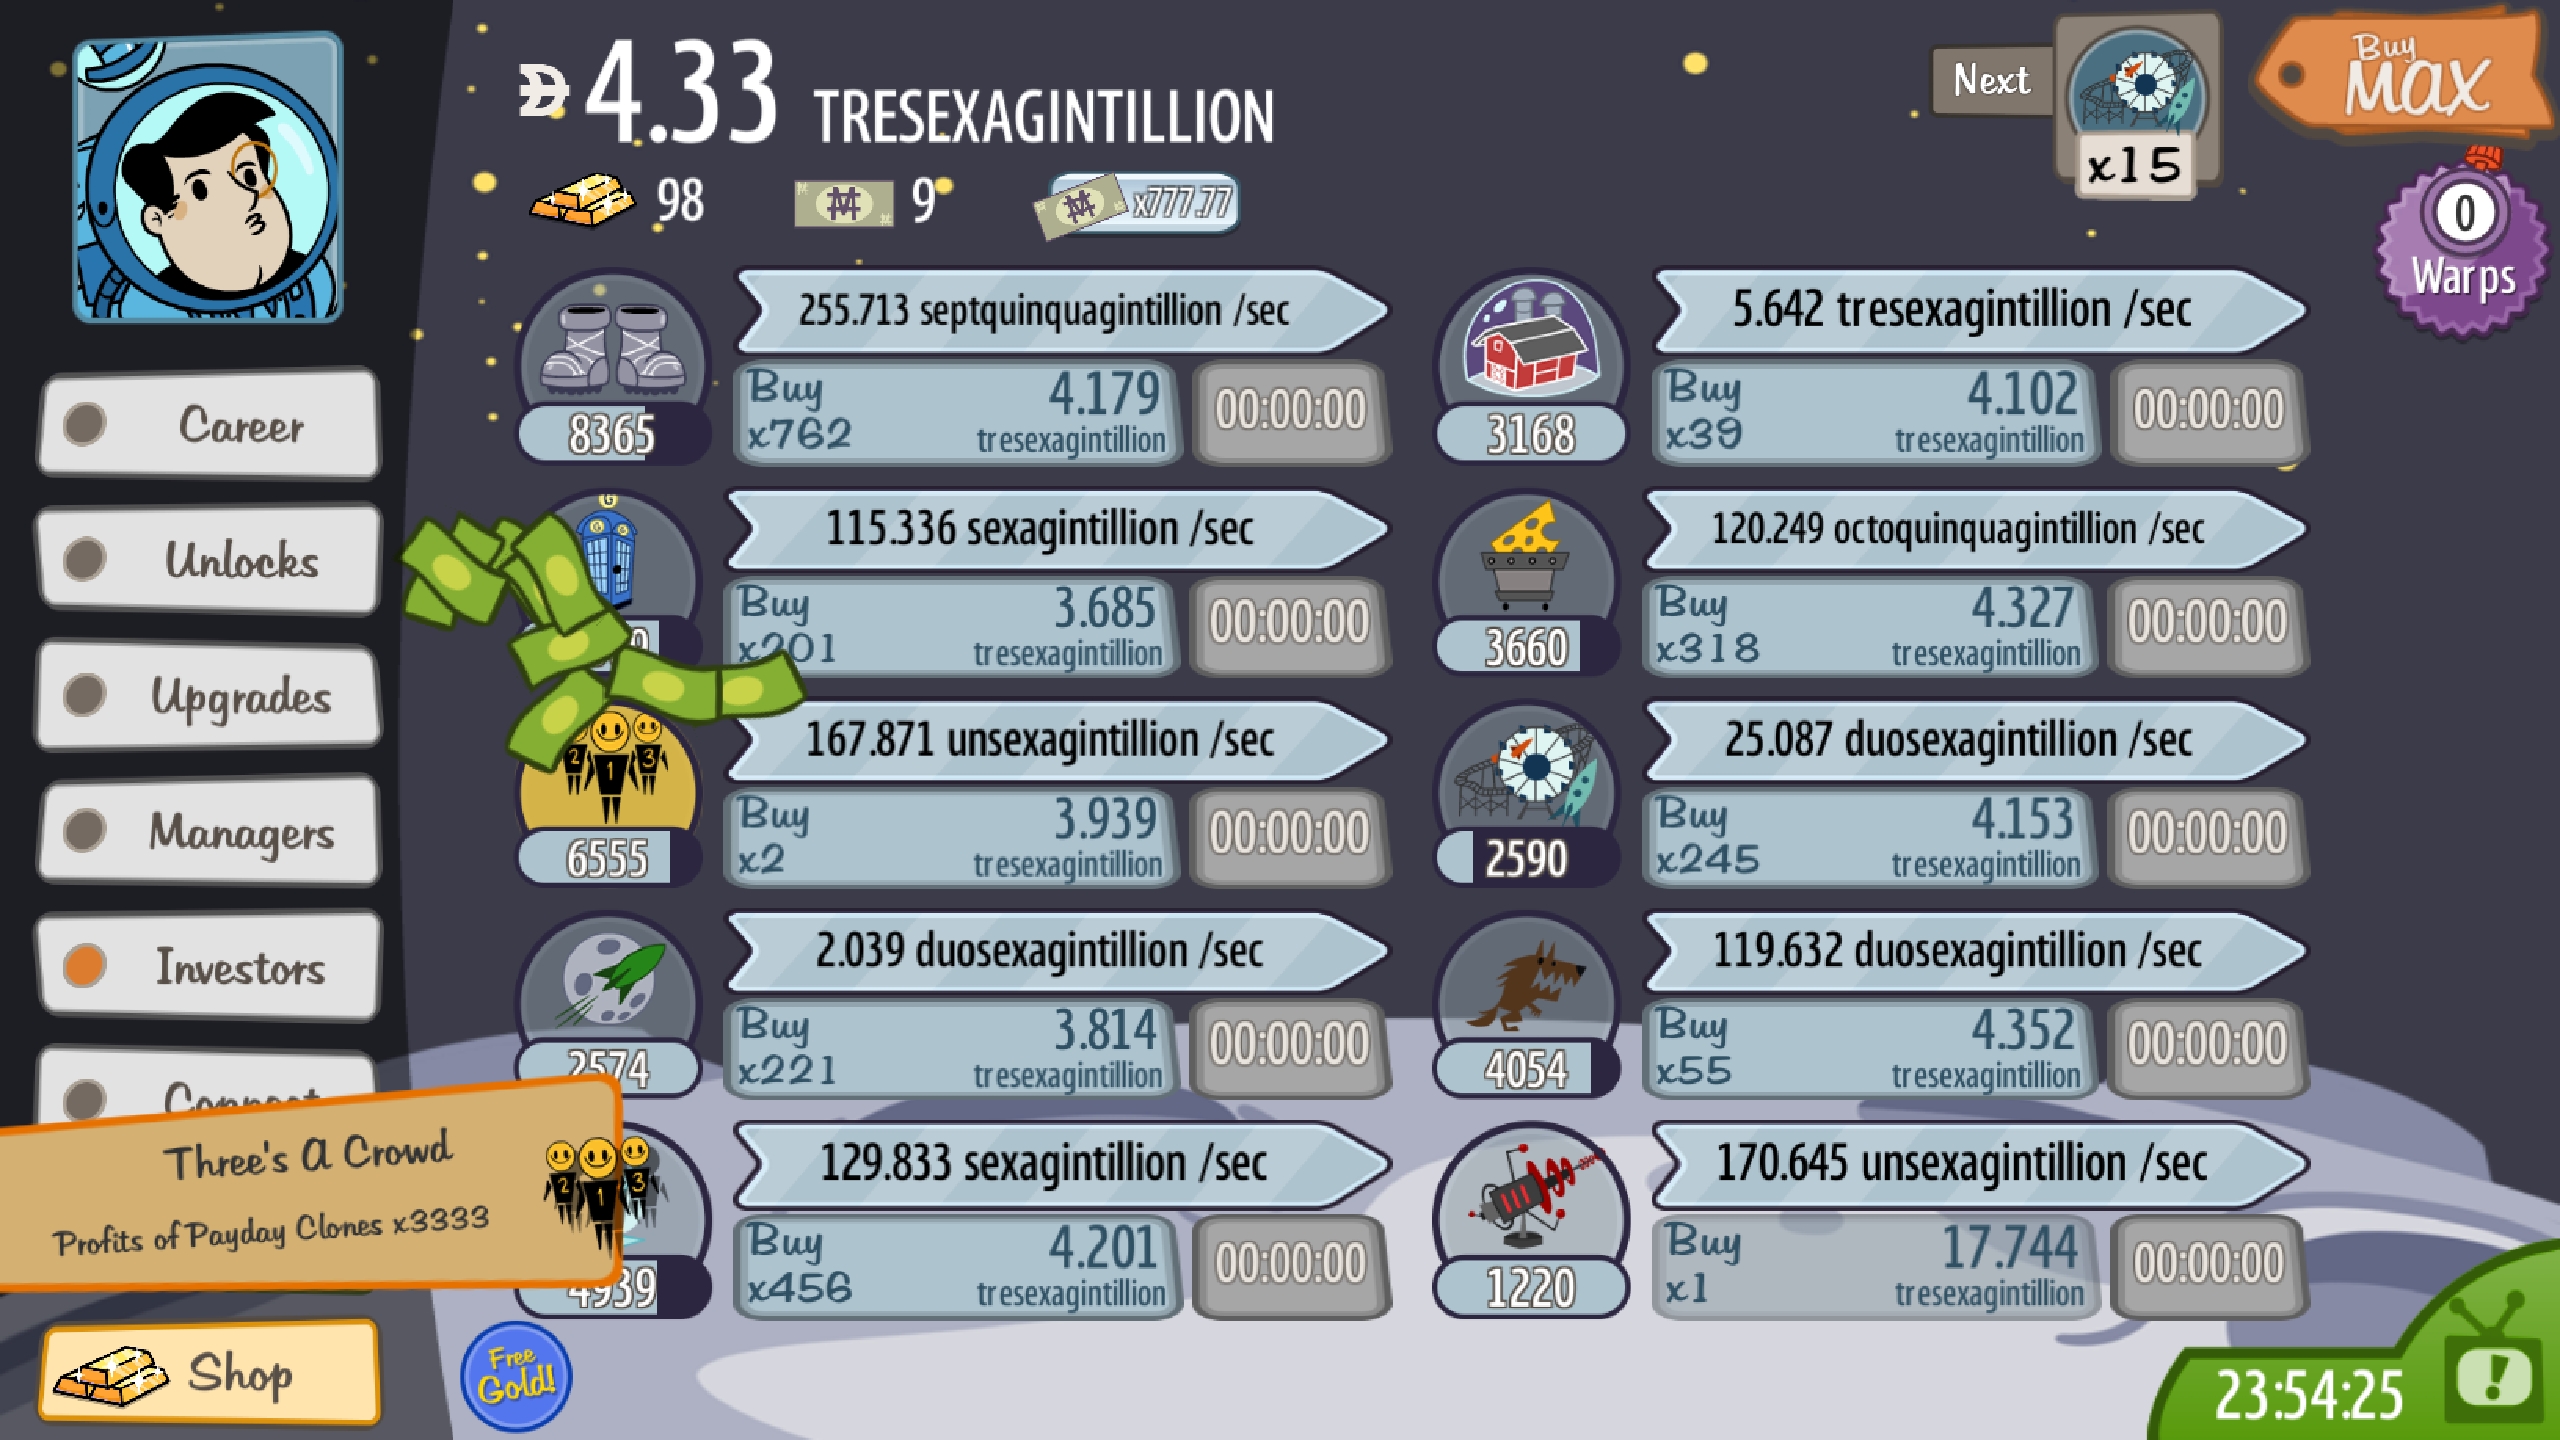 4.33 TRESEXAGINTILLION
98 9 x777.77
Next
x15
Buy
MAX
0
Warps
Career
Unlocks
Upgrades
Managers
Investors
Three's A Crowd
Profits of Payday Clones x3333
Shop
Free
Gold!
255.713 septquinquagintillion /sec
8365
Buy 4.179
x762 tresexagintillion
00:00:00
5.642 tresexagintillion /sec
3168
Buy 4.102
x39 tresexagintillion
00:00:00
115.336 sexagintillion /sec
Buy 3.685
x201 tresexagintillion
00:00:00
120.249 octoquinquagintillion /sec
3660
Buy 4.327
x318 tresexagintillion
00:00:00
167.871 unsexagintillion /sec
2 1 3
6555
Buy 3.939
x2 tresexagintillion
00:00:00
25.087 duosexagintillion /sec
2590
Buy 4.153
x245 tresexagintillion
00:00:00
2.039 duosexagintillion /sec
2574
Buy 3.814
x221 tresexagintillion
00:00:00
119.632 duosexagintillion /sec
4054
Buy 4.352
x55 tresexagintillion
00:00:00
129.833 sexagintillion /sec
2 1 3
4939
Buy 4.201
x456 tresexagintillion
00:00:00
170.645 unsexagintillion /sec
1220
Buy 17.744
x1 tresexagintillion
00:00:00
23:54:25